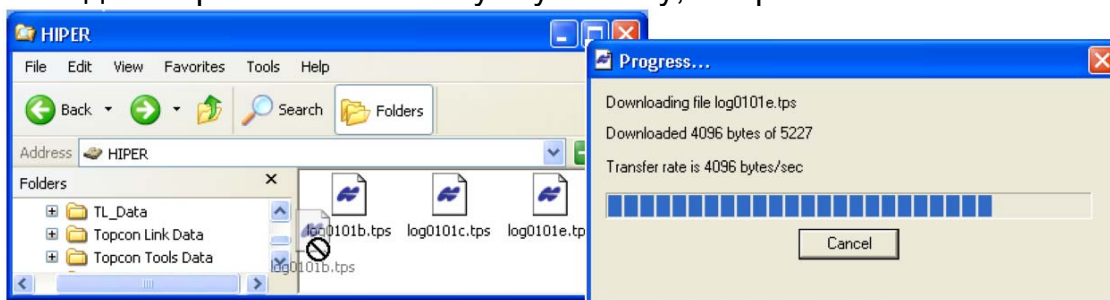 HIPER
File Edit View Favorites Tools Help
Back Search Folders
Address HIPER
Folders
TL_Data
Topcon Link Data
Topcon Tools Data
log0101b.tps log0101c.tps log0101e.tp
log0101b.tps
Progress...
Downloading file log0101e.tps
Downloaded 4096 bytes of 5227
Transfer rate is 4096 bytes/sec
Cancel